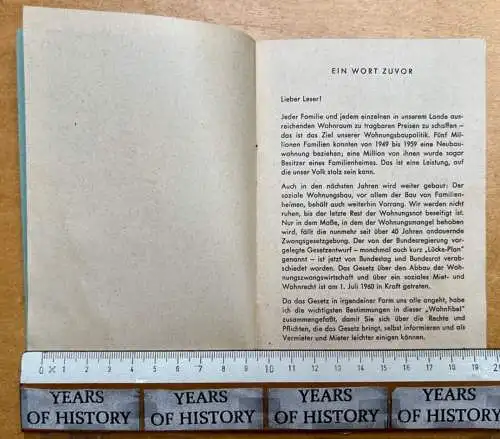 EIN WORT ZUVOR
Lieber Leser!
Jeder Familie und jedem einzelnen in unserem Lande aus-
reichenden Wohnraum zu tragbaren Preisen zu schaffen –
das ist das Ziel unserer Wohnungsbaupolitik. Fünf Mil-
lionen Familien konnten von 1949 bis 1959 eine Neubau-
wohnung beziehen; eine Million von ihnen wurde sogar
Besitzer eines Familienheimes. Das ist eine Leistung, auf
die unser Volk stolz sein kann.
Auch in den nächsten Jahren wird weiter gebaut: Der
soziale Wohnungsbau, vor allem der Bau von Familien-
heimen, behält auch weiterhin Vorrang. Wir werden nicht
ruhen, bis der letzte Rest der Wohnungsnot beseitigt ist.
Nur in dem Maße, in dem der Wohnungsmangel behoben
wird, fällt die nunmehr seit über 40 Jahren andauernde
Zwangsgesetzgebung. Der von der Bundesregierung vor-
gelegte Gesetzentwurf – manchmal auch kurz „Lücke-Plan"
genannt – ist jetzt von Bundestag und Bundesrat verab-
schiedet worden. Das Gesetz über den Abbau der Woh-
nungszwangswirtschaft und über ein soziales Miet- und
Wohnrecht ist am 1. Juli 1960 in Kraft getreten.
Da das Gesetz in irgendeiner Form uns alle angeht, habe
ich die wichtigsten Bestimmungen in dieser „Wohnfibel"
zusammengefaßt, damit Sie sich über die Rechte und
Pflichten, die das Gesetz bringt, selbst informieren und als
Vermieter und Mieter leichter einigen können.
0 1 2 3 4 5 6 7 8 9 10 11 12 13 14 15 16 17 18 19 20
YEARS OF HISTORY YEARS OF HISTORY YEARS OF HISTORY YEARS OF HISTORY